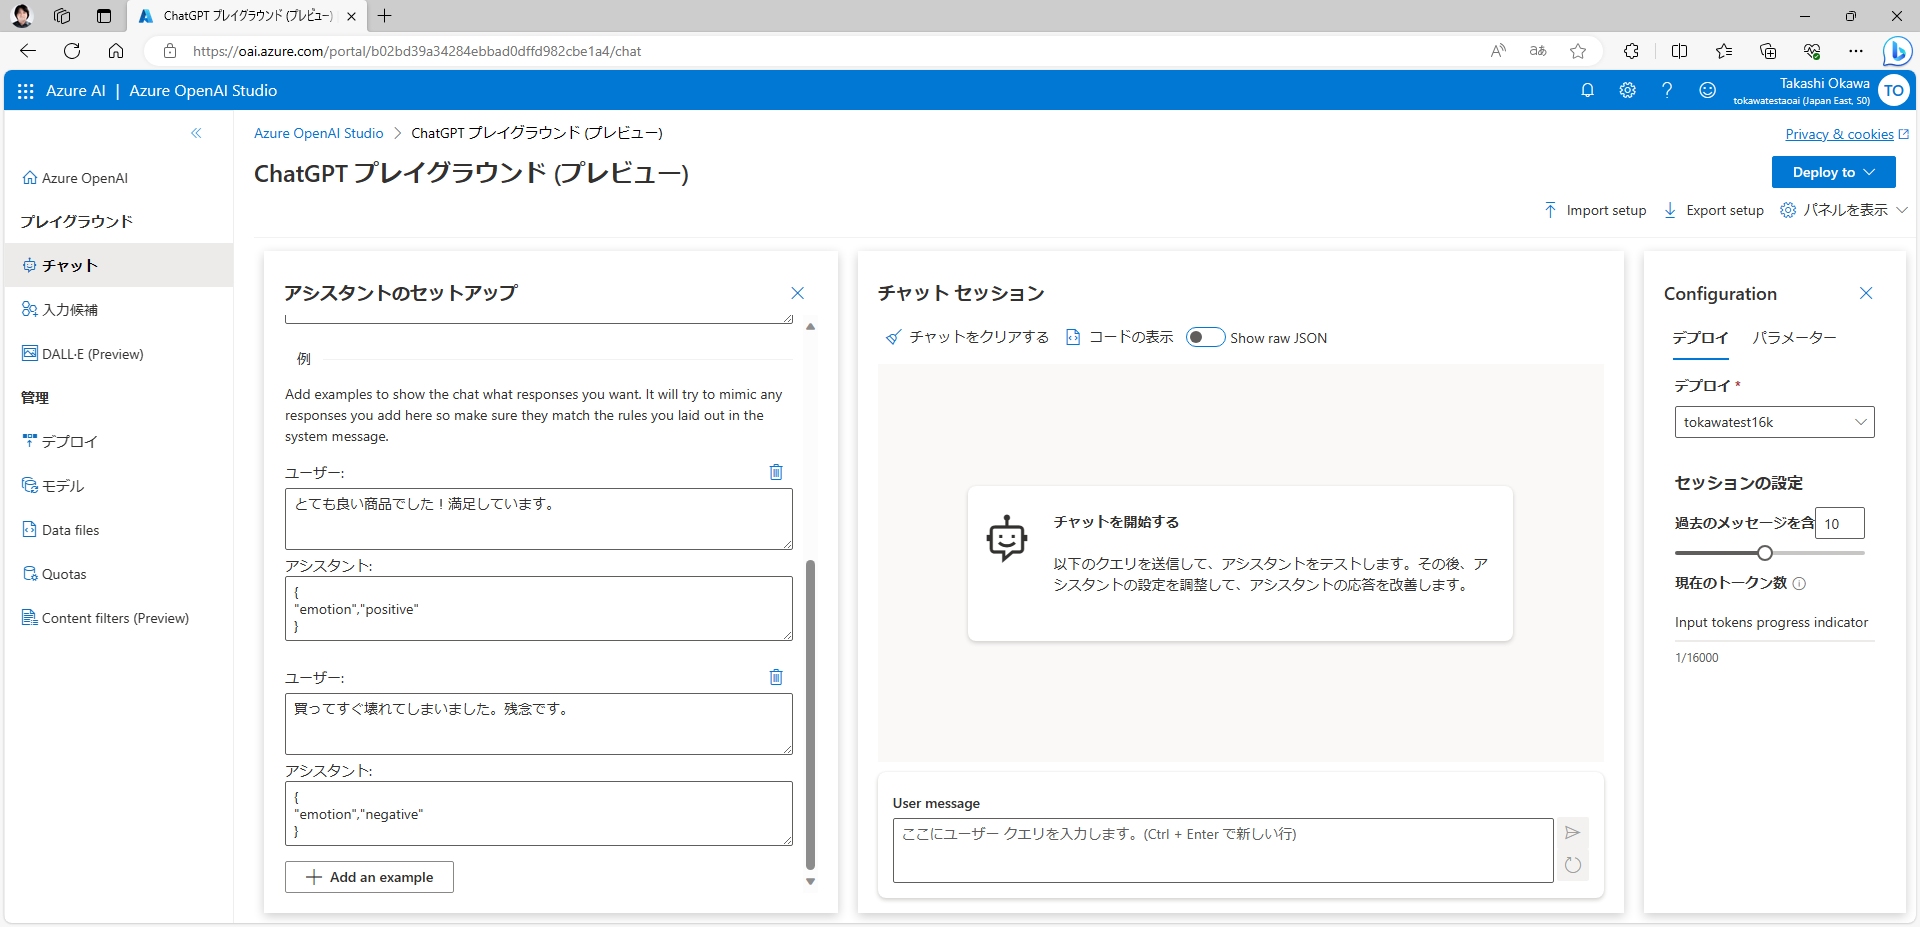 ChatGPT プレイグラウンド (プレビュー)
https://oai.azure.com/portal/b02bd39a34284ebbad0dffd982cbe1a4/chat
Azure AI | Azure OpenAI Studio
Takashi Okawa
tokawatestaoai (Japan East, S0)
TO
Azure OpenAI Studio > ChatGPT プレイグラウンド (プレビュー)
Privacy & cookies
ChatGPT プレイグラウンド (プレビュー)
Deploy to
Import setup
Export setup
パネルを表示
Azure OpenAI
プレイグラウンド
チャット
入力候補
DALL·E (Preview)
管理
デプロイ
モデル
Data files
Quotas
Content filters (Preview)
アシスタントのセットアップ
例
Add examples to show the chat what responses you want. It will try to mimic any
responses you add here so make sure they match the rules you laid out in the
system message.
ユーザー:
とても良い商品でした！満足しています。
アシスタント:
{
"emotion","positive"
}
ユーザー:
買ってすぐ壊れてしまいました。残念です。
アシスタント:
{
"emotion","negative"
}
Add an example
チャット セッション
チャットをクリアする
コードの表示
Show raw JSON
チャットを開始する
以下のクエリを送信して、アシスタントをテストします。その後、ア
シスタントの設定を調整して、アシスタントの応答を改善します。
User message
ここにユーザー クエリを入力します。(Ctrl + Enter で新しい行)
Configuration
デプロイ
パラメーター
デプロイ *
tokawatest16k
セッションの設定
過去のメッセージを含
10
現在のトークン数
Input tokens progress indicator
1/16000